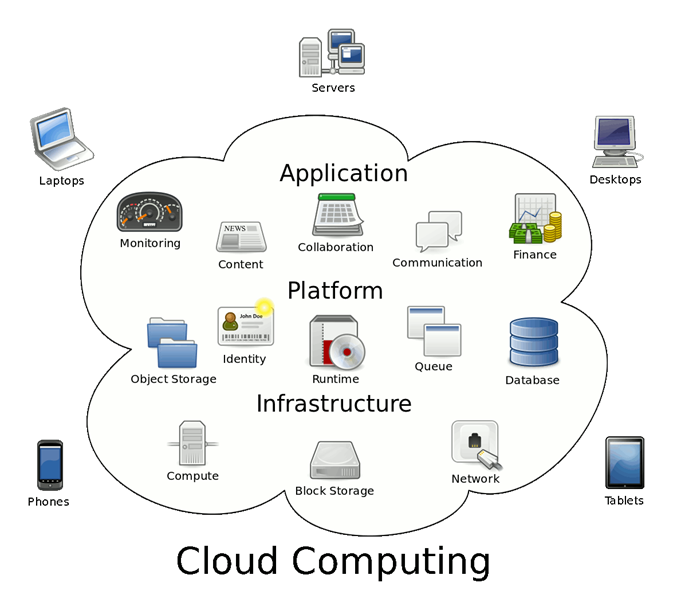 Servers
Laptops
Desktops
Application
Monitoring
NEWS
Content
Collaboration
Communication
Finance
Platform
Object Storage
John Doe
Identity
Runtime
Queue
Database
Infrastructure
Compute
Block Storage
Network
Phones
Tablets
Cloud Computing